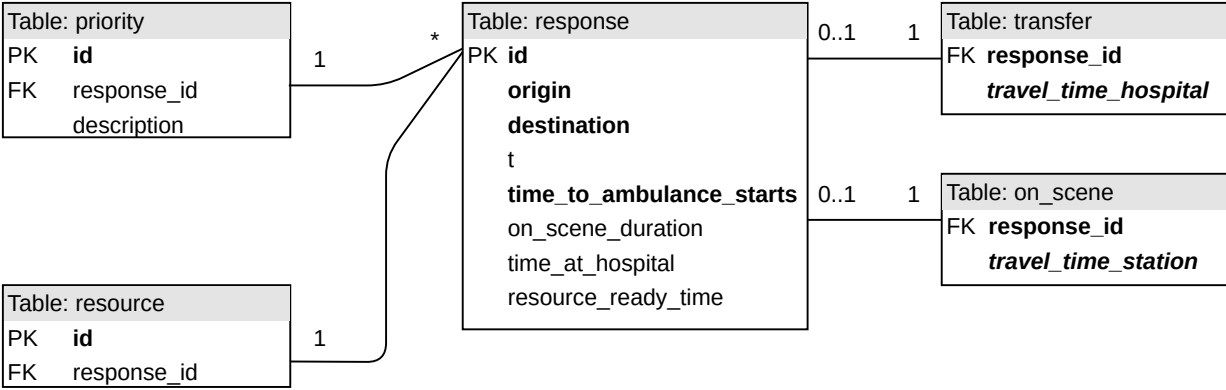 Table: priority
PK id
FK response_id
description
1
*
Table: resource
PK id
FK response_id
1
Table: response
PK id
origin
destination
t
time_to_ambulance_starts
on_scene_duration
time_at_hospital
resource_ready_time
0..1 1
0..1 1
Table: transfer
FK response_id
travel_time_hospital
Table: on_scene
FK response_id
travel_time_station